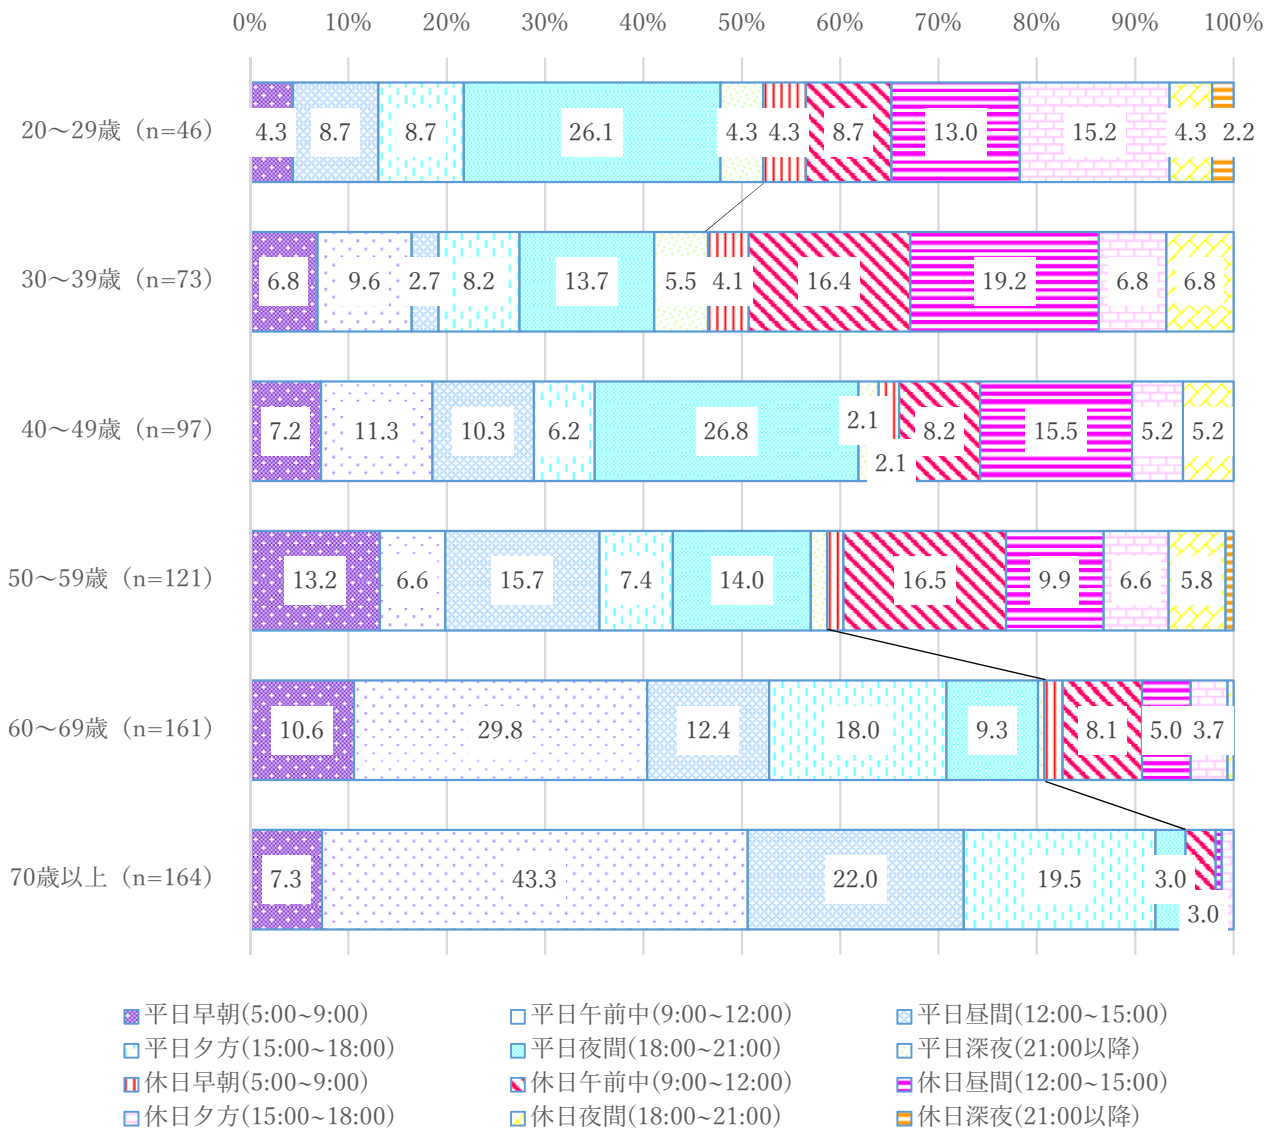 0% 10% 20% 30% 40% 50% 60% 70% 80% 90% 100%
20～29歳（n=46） 4.3 8.7 8.7 26.1 4.3 4.3 8.7 13.0 15.2 4.3 2.2
30～39歳（n=73） 6.8 9.6 2.7 8.2 13.7 5.5 4.1 16.4 19.2 6.8 6.8
40～49歳（n=97） 7.2 11.3 10.3 6.2 26.8 2.1 2.1 8.2 15.5 5.2 5.2
50～59歳（n=121） 13.2 6.6 15.7 7.4 14.0 16.5 9.9 6.6 5.8
60～69歳（n=161） 10.6 29.8 12.4 18.0 9.3 8.1 5.0 3.7
70歳以上（n=164） 7.3 43.3 22.0 19.5 3.0 3.0
平日早朝(5:00~9:00) 平日午前中(9:00~12:00) 平日昼間(12:00~15:00)
平日夕方(15:00~18:00) 平日夜間(18:00~21:00) 平日深夜(21:00以降)
休日早朝(5:00~9:00) 休日午前中(9:00~12:00) 休日昼間(12:00~15:00)
休日夕方(15:00~18:00) 休日夜間(18:00~21:00) 休日深夜(21:00以降)